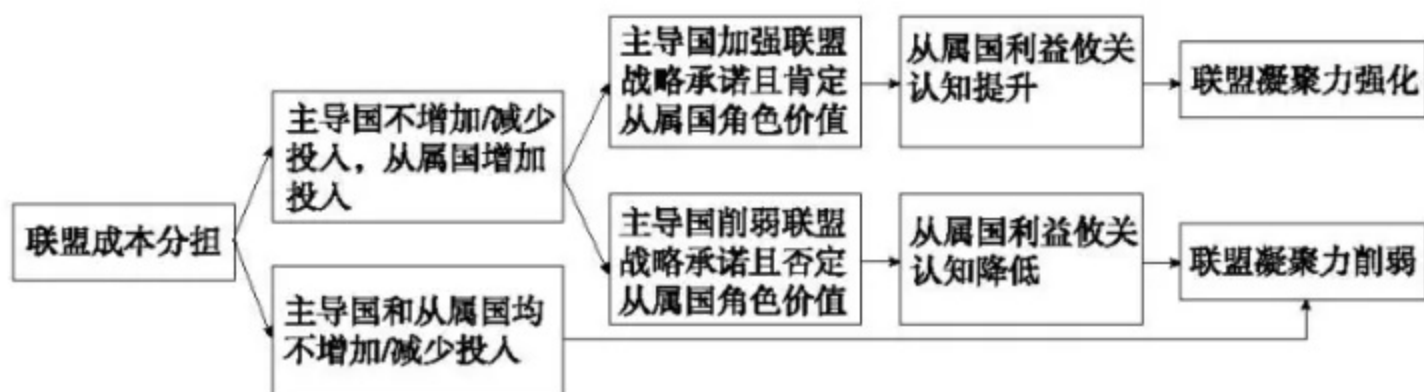 联盟成本分担
主导国不增加/减少
投入，从属国增加
投入
主导国和从属国均
不增加/减少投入
主导国加强联盟
战略承诺且肯定
从属国角色价值
主导国削弱联盟
战略承诺且否定
从属国角色价值
从属国利益攸关
认知提升
从属国利益攸关
认知降低
联盟凝聚力强化
联盟凝聚力削弱